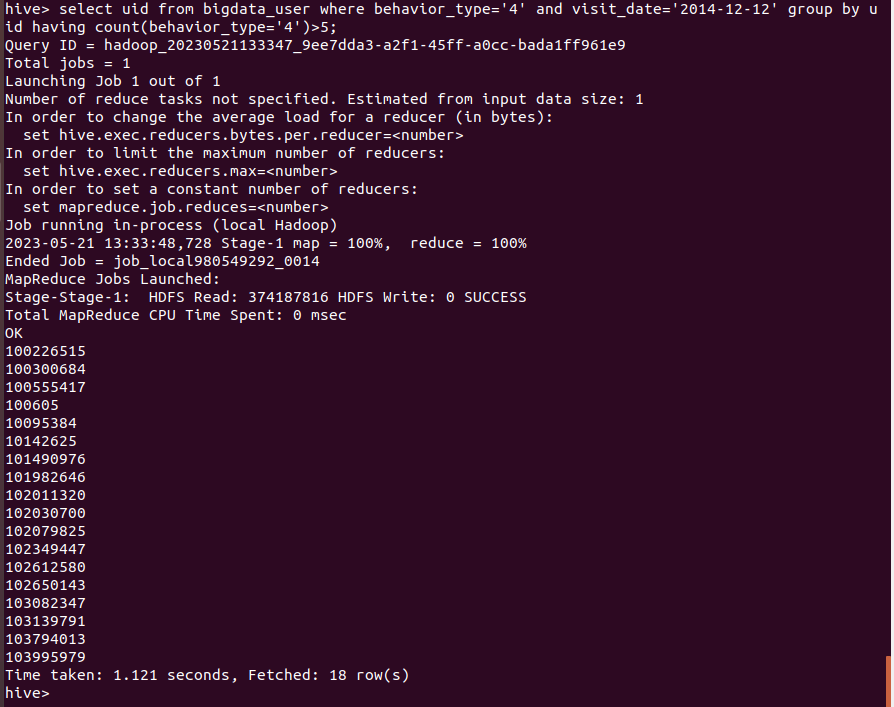 hive> select uid from bigdata_user where behavior_type='4' and visit_date='2014-12-12' group by u
id having count(behavior_type='4')>5;
Query ID = hadoop_20230521133347_9ee7dda3-a2f1-45ff-a0cc-bada1ff961e9
Total jobs = 1
Launching Job 1 out of 1
Number of reduce tasks not specified. Estimated from input data size: 1
In order to change the average load for a reducer (in bytes):
  set hive.exec.reducers.bytes.per.reducer=<number>
In order to limit the maximum number of reducers:
  set hive.exec.reducers.max=<number>
In order to set a constant number of reducers:
  set mapreduce.job.reduces=<number>
Job running in-process (local Hadoop)
2023-05-21 13:33:48,728 Stage-1 map = 100%,  reduce = 100%
Ended Job = job_local980549292_0014
MapReduce Jobs Launched:
Stage-Stage-1:  HDFS Read: 374187816 HDFS Write: 0 SUCCESS
Total MapReduce CPU Time Spent: 0 msec
OK
100226515
100300684
100555417
100605
10095384
10142625
101490976
101982646
102011320
102030700
102079825
102349447
102612580
102650143
103082347
103139791
103794013
103995979
Time taken: 1.121 seconds, Fetched: 18 row(s)
hive>